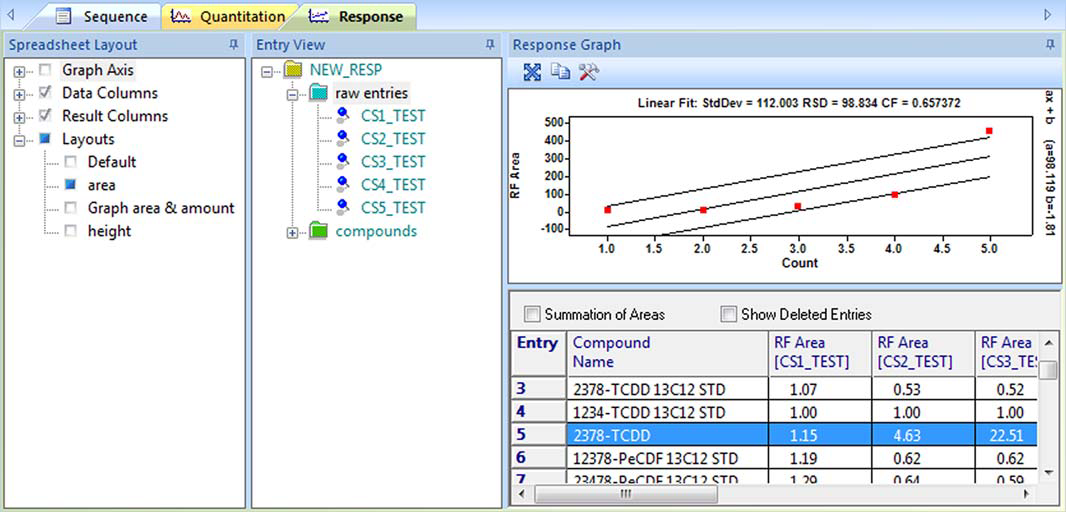 Sequence Quantitation Response
Spreadsheet Layout
Graph Axis
Data Columns
Result Columns
Layouts
Default
area
Graph area & amount
height
Entry View
NEW_RESP
raw entries
CS1_TEST
CS2_TEST
CS3_TEST
CS4_TEST
CS5_TEST
compounds
Response Graph
Linear Fit: StdDev = 112.003 RSD = 98.834 CF = 0.657372
RF Area
500
400
300
200
100
0
-100
1.0 1.5 2.0 2.5 3.0 3.5 4.0 4.5 5.0
Count
ax + b (a=98.119 b=-1.81
Summation of Areas Show Deleted Entries
Entry Compound Name RF Area [CS1_TEST] RF Area [CS2_TEST] RF Area [CS3_TE
3 2378-TCDD 13C12 STD 1.07 0.53 0.52
4 1234-TCDD 13C12 STD 1.00 1.00 1.00
5 2378-TCDD 1.15 4.63 22.51
6 12378-PeCDF 13C12 STD 1.19 0.62 0.62
7 23478-PeCDF 13C12 STD 1.29 0.64 0.59